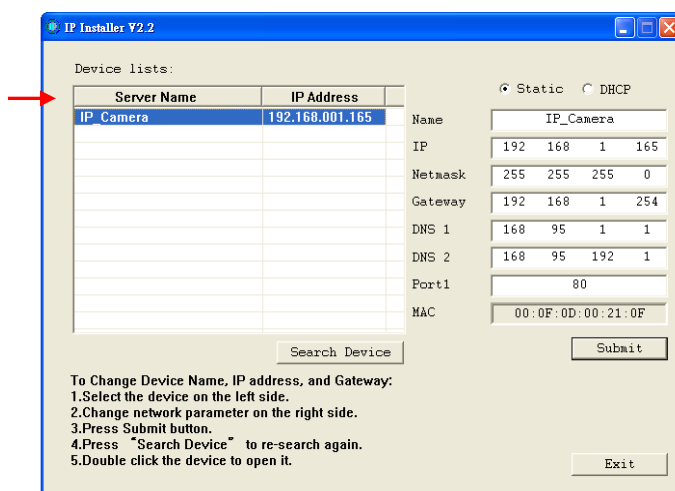 IP Installer V2.2
Device lists:
Server Name IP Address
IP_Camera 192.168.001.165
Static DHCP
Name IP_Camera
IP 192 168 1 165
Netmask 255 255 255 0
Gateway 192 168 1 254
DNS 1 168 95 1 1
DNS 2 168 95 192 1
Port1 80
MAC 00:0F:0D:00:21:0F
Search Device Submit
To Change Device Name, IP address, and Gateway:
1.Select the device on the left side.
2.Change network parameter on the right side.
3.Press Submit button.
4.Press “Search Device” to re-search again.
5.Double click the device to open it.
Exit